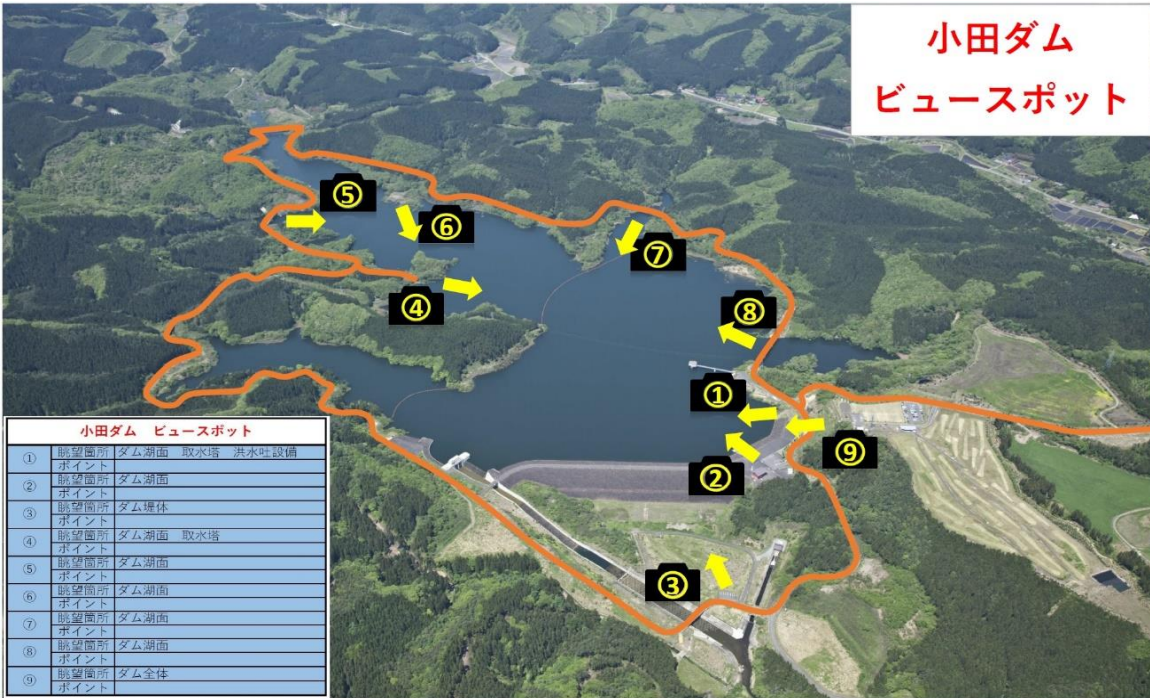 小田ダム
ビュースポット
⑤
⑥
⑦
④
⑧
①
⑨
②
③
小田ダム ビュースポット
① 眺望箇所 ダム湖面 取水塔 洪水吐設備
ポイント
② 眺望箇所 ダム湖面
ポイント
③ 眺望箇所 ダム堤体
ポイント
④ 眺望箇所 ダム湖面 取水塔
ポイント
⑤ 眺望箇所 ダム湖面
ポイント
⑥ 眺望箇所 ダム湖面
ポイント
⑦ 眺望箇所 ダム湖面
ポイント
⑧ 眺望箇所 ダム湖面
ポイント
⑨ 眺望箇所 ダム全体
ポイント